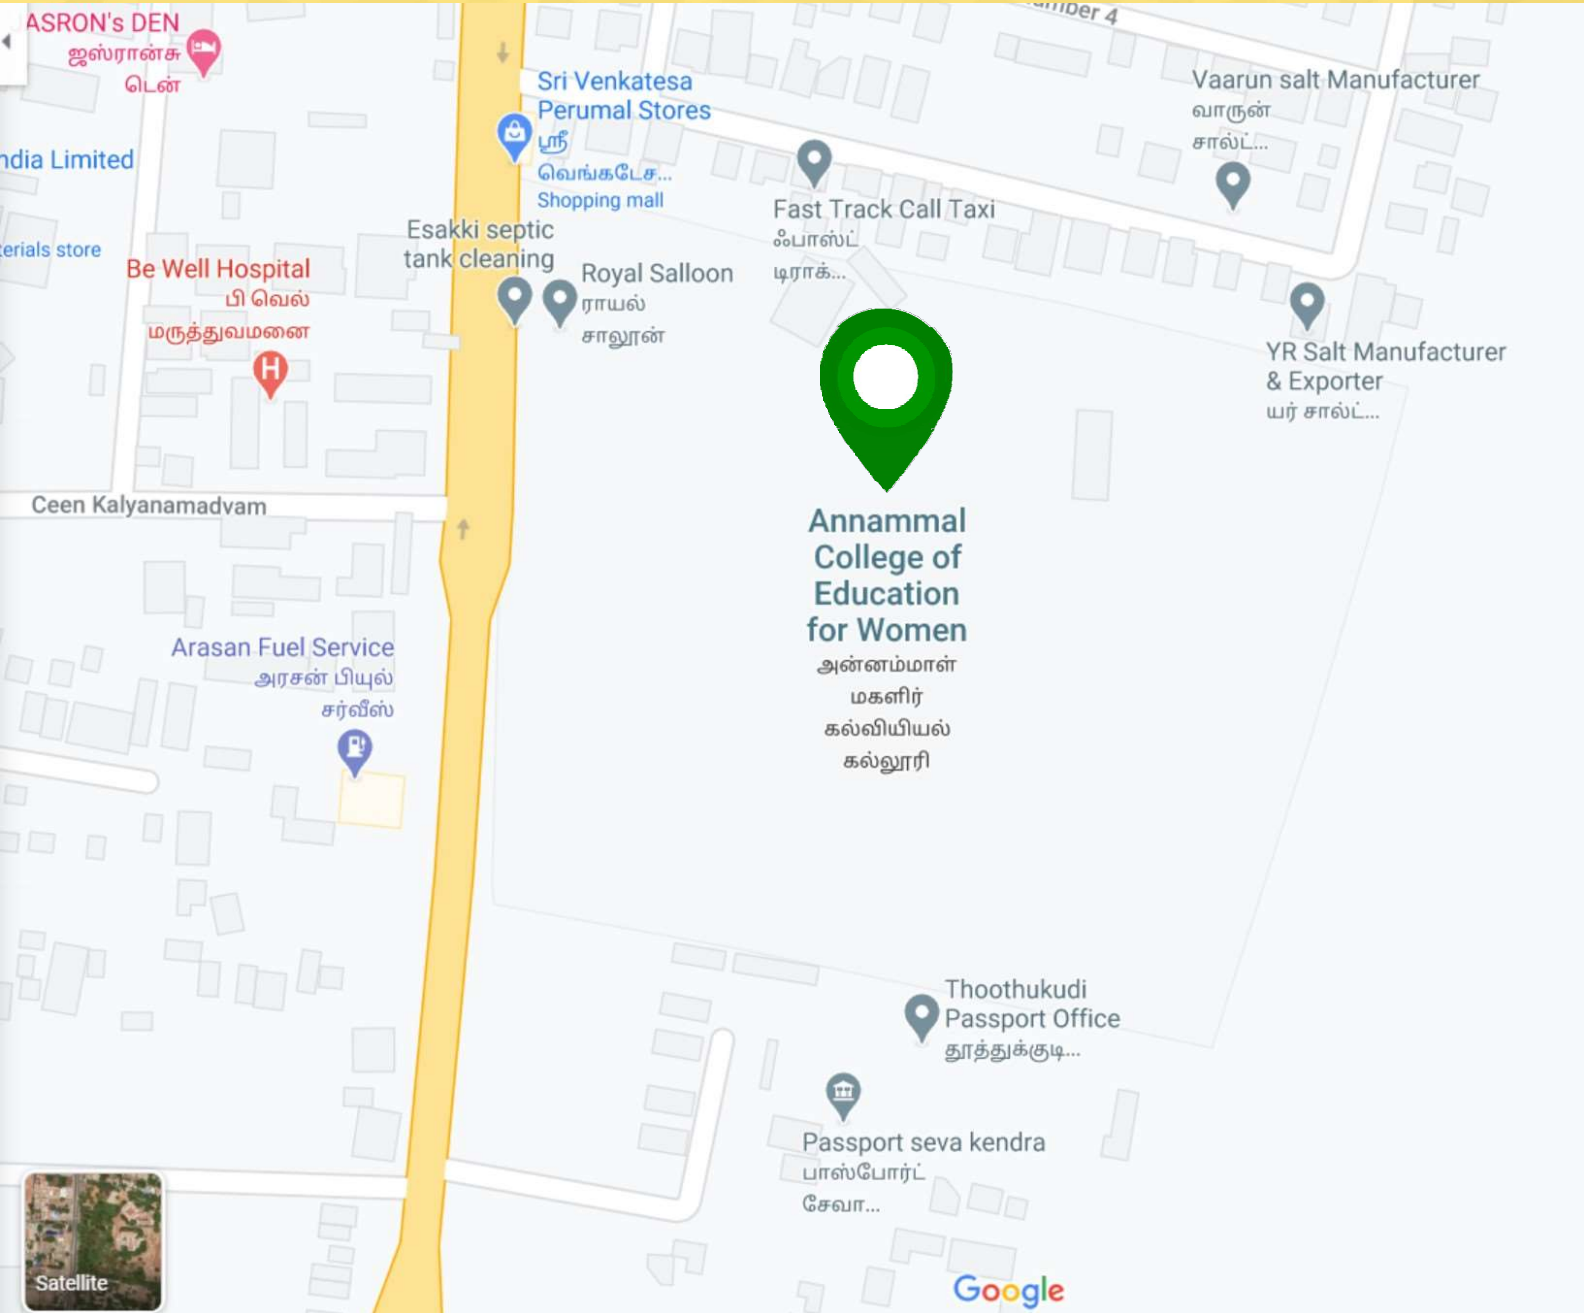 ASRON's DEN
ஜஸ்ரான்சு
டென்
Sri Venkatesa
Perumal Stores
ஸ்ரீ
வெங்கடேச...
Shopping mall
Vaarun salt Manufacturer
வாருன்
சால்ட்...
ndia Limited
terials store
Fast Track Call Taxi
ஃபாஸ்ட்
டிராக்...
Esakki septic
tank cleaning
Royal Salloon
ராயல்
சாலூன்
Be Well Hospital
பி வெல்
மருத்துவமனை
H
YR Salt Manufacturer
& Exporter
யர் சால்ட்...
Ceen Kalyanamadvam
Annammal
College of
Education
for Women
அன்னம்மாள்
மகளிர்
கல்வியியல்
கல்லூரி
Arasan Fuel Service
அரசன் பியுல்
சர்வீஸ்
Thoothukudi
Passport Office
தூத்துக்குடி...
Passport seva kendra
பாஸ்போர்ட்
சேவா...
Satellite
Google